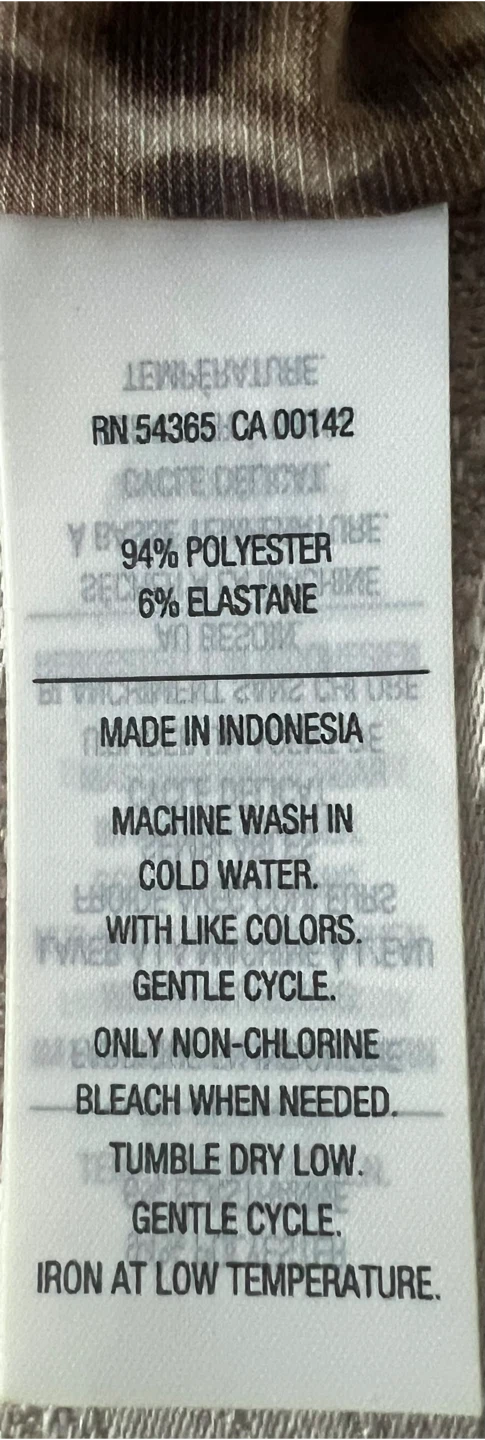 RN 54365 CA 00142
94% POLYESTER
6% ELASTANE
MADE IN INDONESIA
MACHINE WASH IN
COLD WATER.
WITH LIKE COLORS.
GENTLE CYCLE.
ONLY NON-CHLORINE
BLEACH WHEN NEEDED.
TUMBLE DRY LOW.
GENTLE CYCLE.
IRON AT LOW TEMPERATURE.